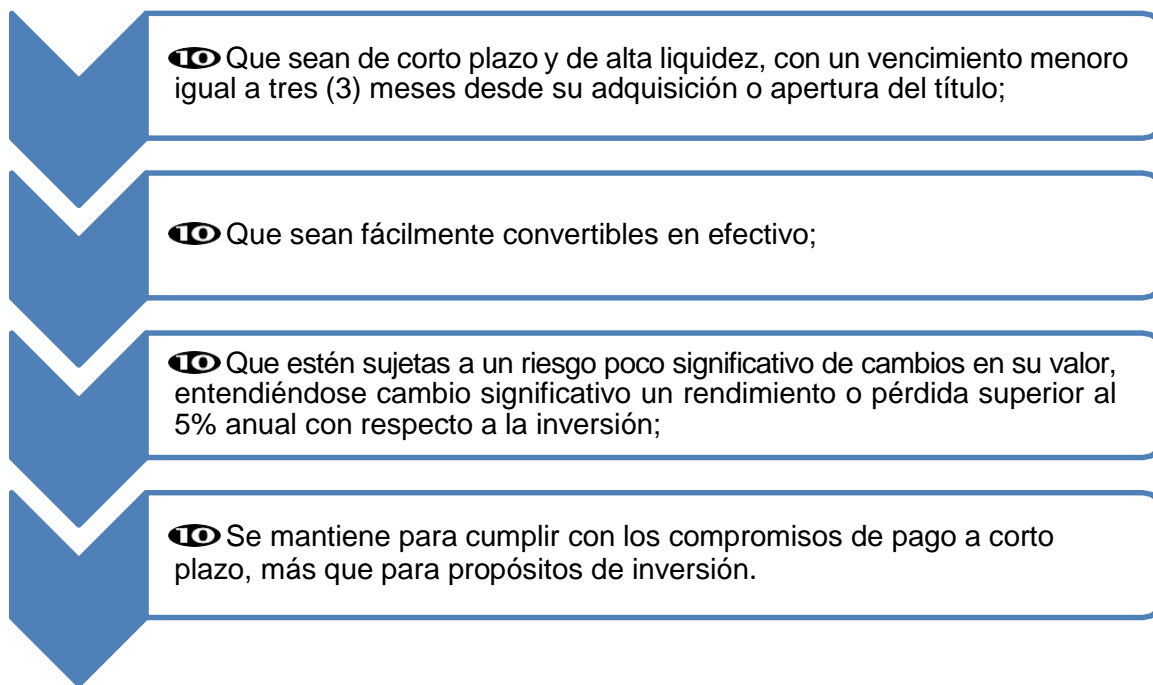 ❿ Que sean de corto plazo y de alta liquidez, con un vencimiento menoro
igual a tres (3) meses desde su adquisición o apertura del título;
❿ Que sean fácilmente convertibles en efectivo;
❿ Que estén sujetas a un riesgo poco significativo de cambios en su valor,
entendiéndose cambio significativo un rendimiento o pérdida superior al
5% anual con respecto a la inversión;
❿ Se mantiene para cumplir con los compromisos de pago a corto
plazo, más que para propósitos de inversión.